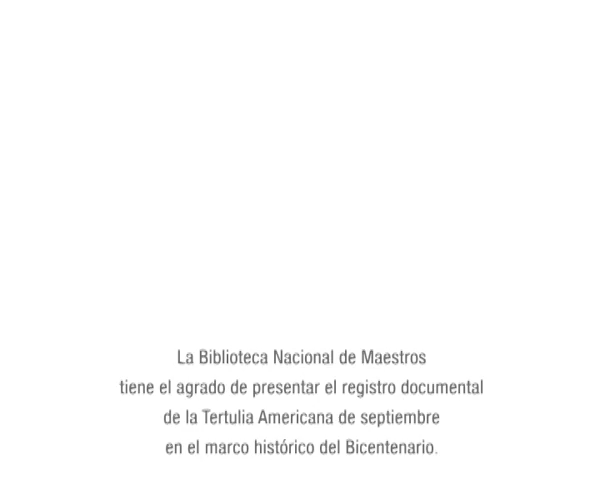 La Biblioteca Nacional de Maestros
tiene el agrado de presentar el registro documental
de la Tertulia Americana de septiembre
en el marco histórico del Bicentenario.